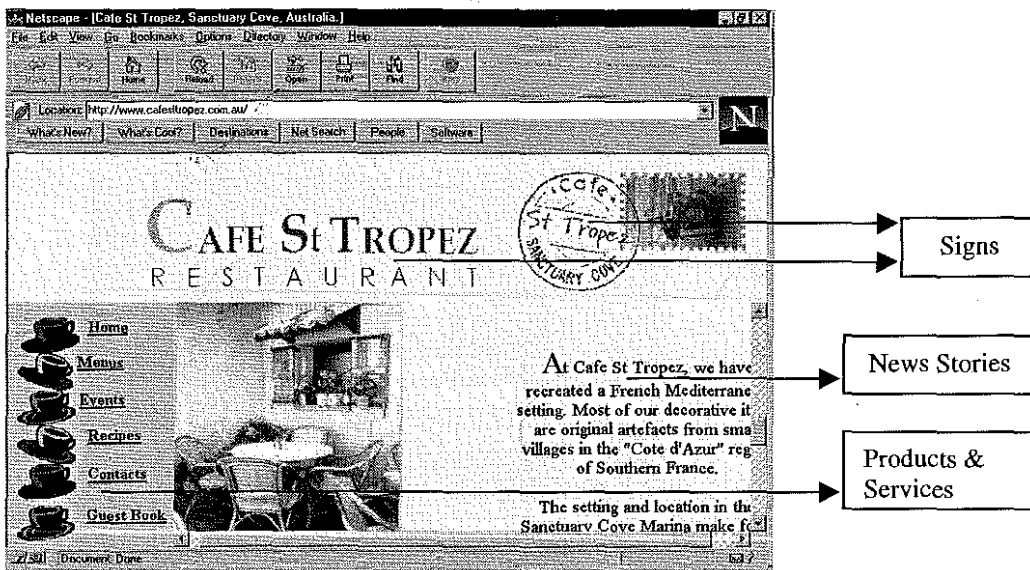 Netscape - [Cafe St Tropez, Sanctuary Cove, Australia.]
File Edit View Go Bookmarks Options Directory Window Help
Home Reload Open Print Find
Location: http://www.cafesttropez.com.au/
What's New? What's Cool? Destinations Net Search People Software
N
CAFE St TROPEZ
RESTAURANT
Cafe
St Tropez
SANCTUARY COVE
Signs
Home
Menus
Events
Recipes
Contacts
Guest Book
At Cafe St Tropez, we have
recreated a French Mediterrane
setting. Most of our decorative it
are original artefacts from sma
villages in the "Cote d'Azur" reg
of Southern France.
The setting and location in the
Sanctuary Cove Marina make fo
News Stories
Products &
Services
Document: Done